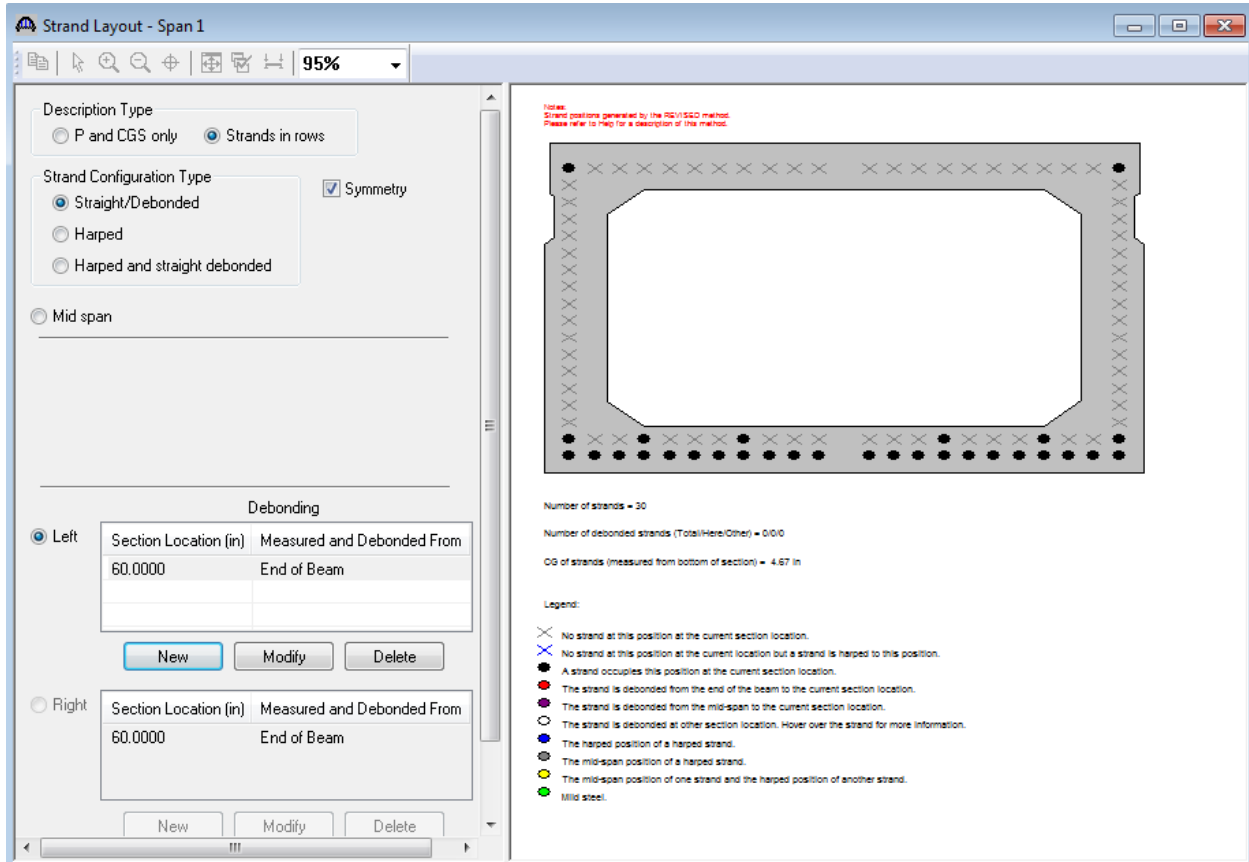 Strand Layout - Span 1
95%
Description Type
P and CGS only
Strands in rows
Strand Configuration Type
Straight/Debonded
Symmetry
Harped
Harped and straight debonded
Mid span
Debonding
Left
Section Location (in) Measured and Debonded From
60.0000 End of Beam
New Modify Delete
Right
Section Location (in) Measured and Debonded From
60.0000 End of Beam
New Modify Delete
Notes:
Strand positions generated by the REVISED method.
Please refer to Help for a description of this method.
Number of strands = 30
Number of debonded strands (Total/Here/Other) = 0/0/0
CG of strands (measured from bottom of section) = 4.67 in
Legend:
No strand at this position at the current section location.
No strand at this position at the current location but a strand is harped to this position.
A strand occupies this position at the current section location.
The strand is debonded from the end of the beam to the current section location.
The strand is debonded from the mid-span to the current section location.
The strand is debonded at other section location. Hover over the strand for more information.
The harped position of a harped strand.
The mid-span position of a harped strand.
The mid-span position of one strand and the harped position of another strand.
Mild steel.